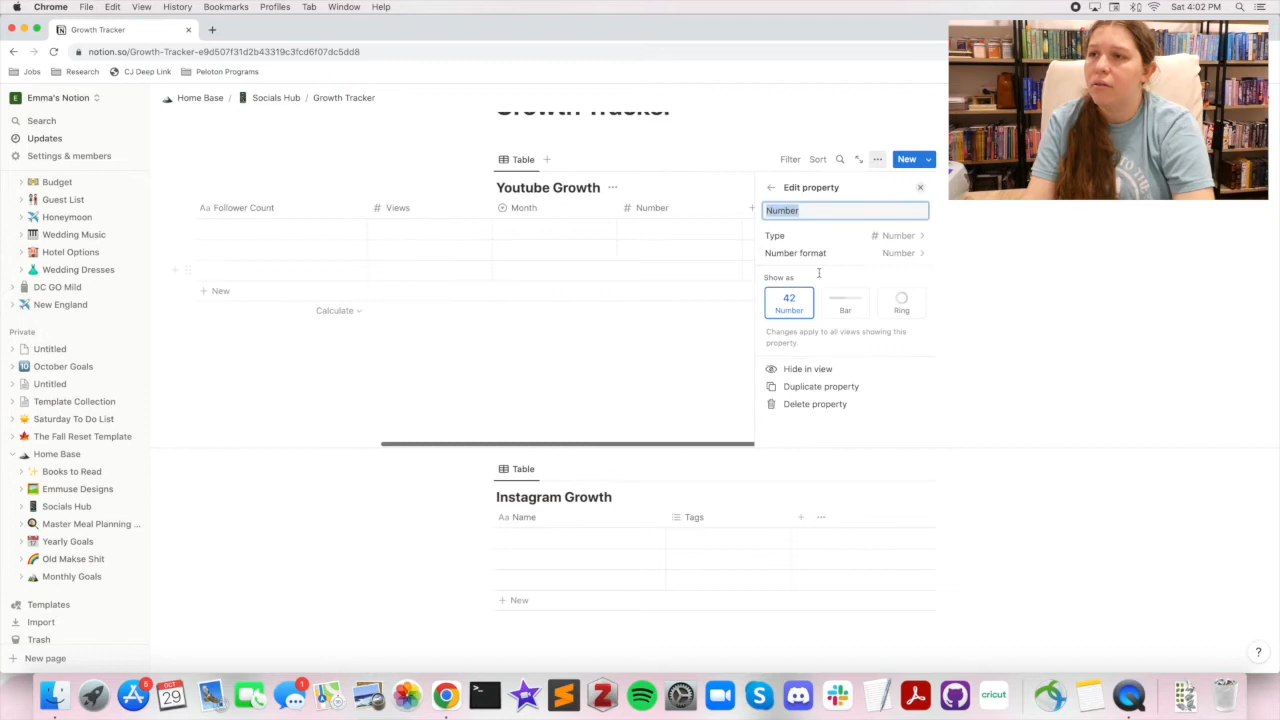 Chrome File Edit View History Bookmarks Profiles Tab Window Help Sat 4:02 PM
Growth Tracker
notion.so/Growth-Tracker-e9d507f31d2b43319c3fcd6f07dc5dd8
Jobs Research CJ Deep Link Peloton Programs
Emma's Notion
Home Base / Socials Hub / Growth Tracker
Search
Updates
Settings & members
Budget
Guest List
Honeymoon
Wedding Music
Hotel Options
Wedding Dresses
DC GO Mild
New England
Private
Untitled
October Goals
Untitled
Template Collection
Saturday To Do List
The Fall Reset Template
Home Base
Books to Read
Emmuse Designs
Socials Hub
Master Meal Planning ...
Yearly Goals
Old Makse Shit
Monthly Goals
Templates
Import
Trash
New page
Growth Tracker
Table
Filter Sort New
Youtube Growth
Aa Follower Count # Views Month # Number
New
Calculate
Edit property
Number
Type # Number
Number format Number
Show as
42
Number Bar Ring
Changes apply to all views showing this
property.
Hide in view
Duplicate property
Delete property
Table
Instagram Growth
Aa Name Tags
New
?
5
OCT
29
1
cricut